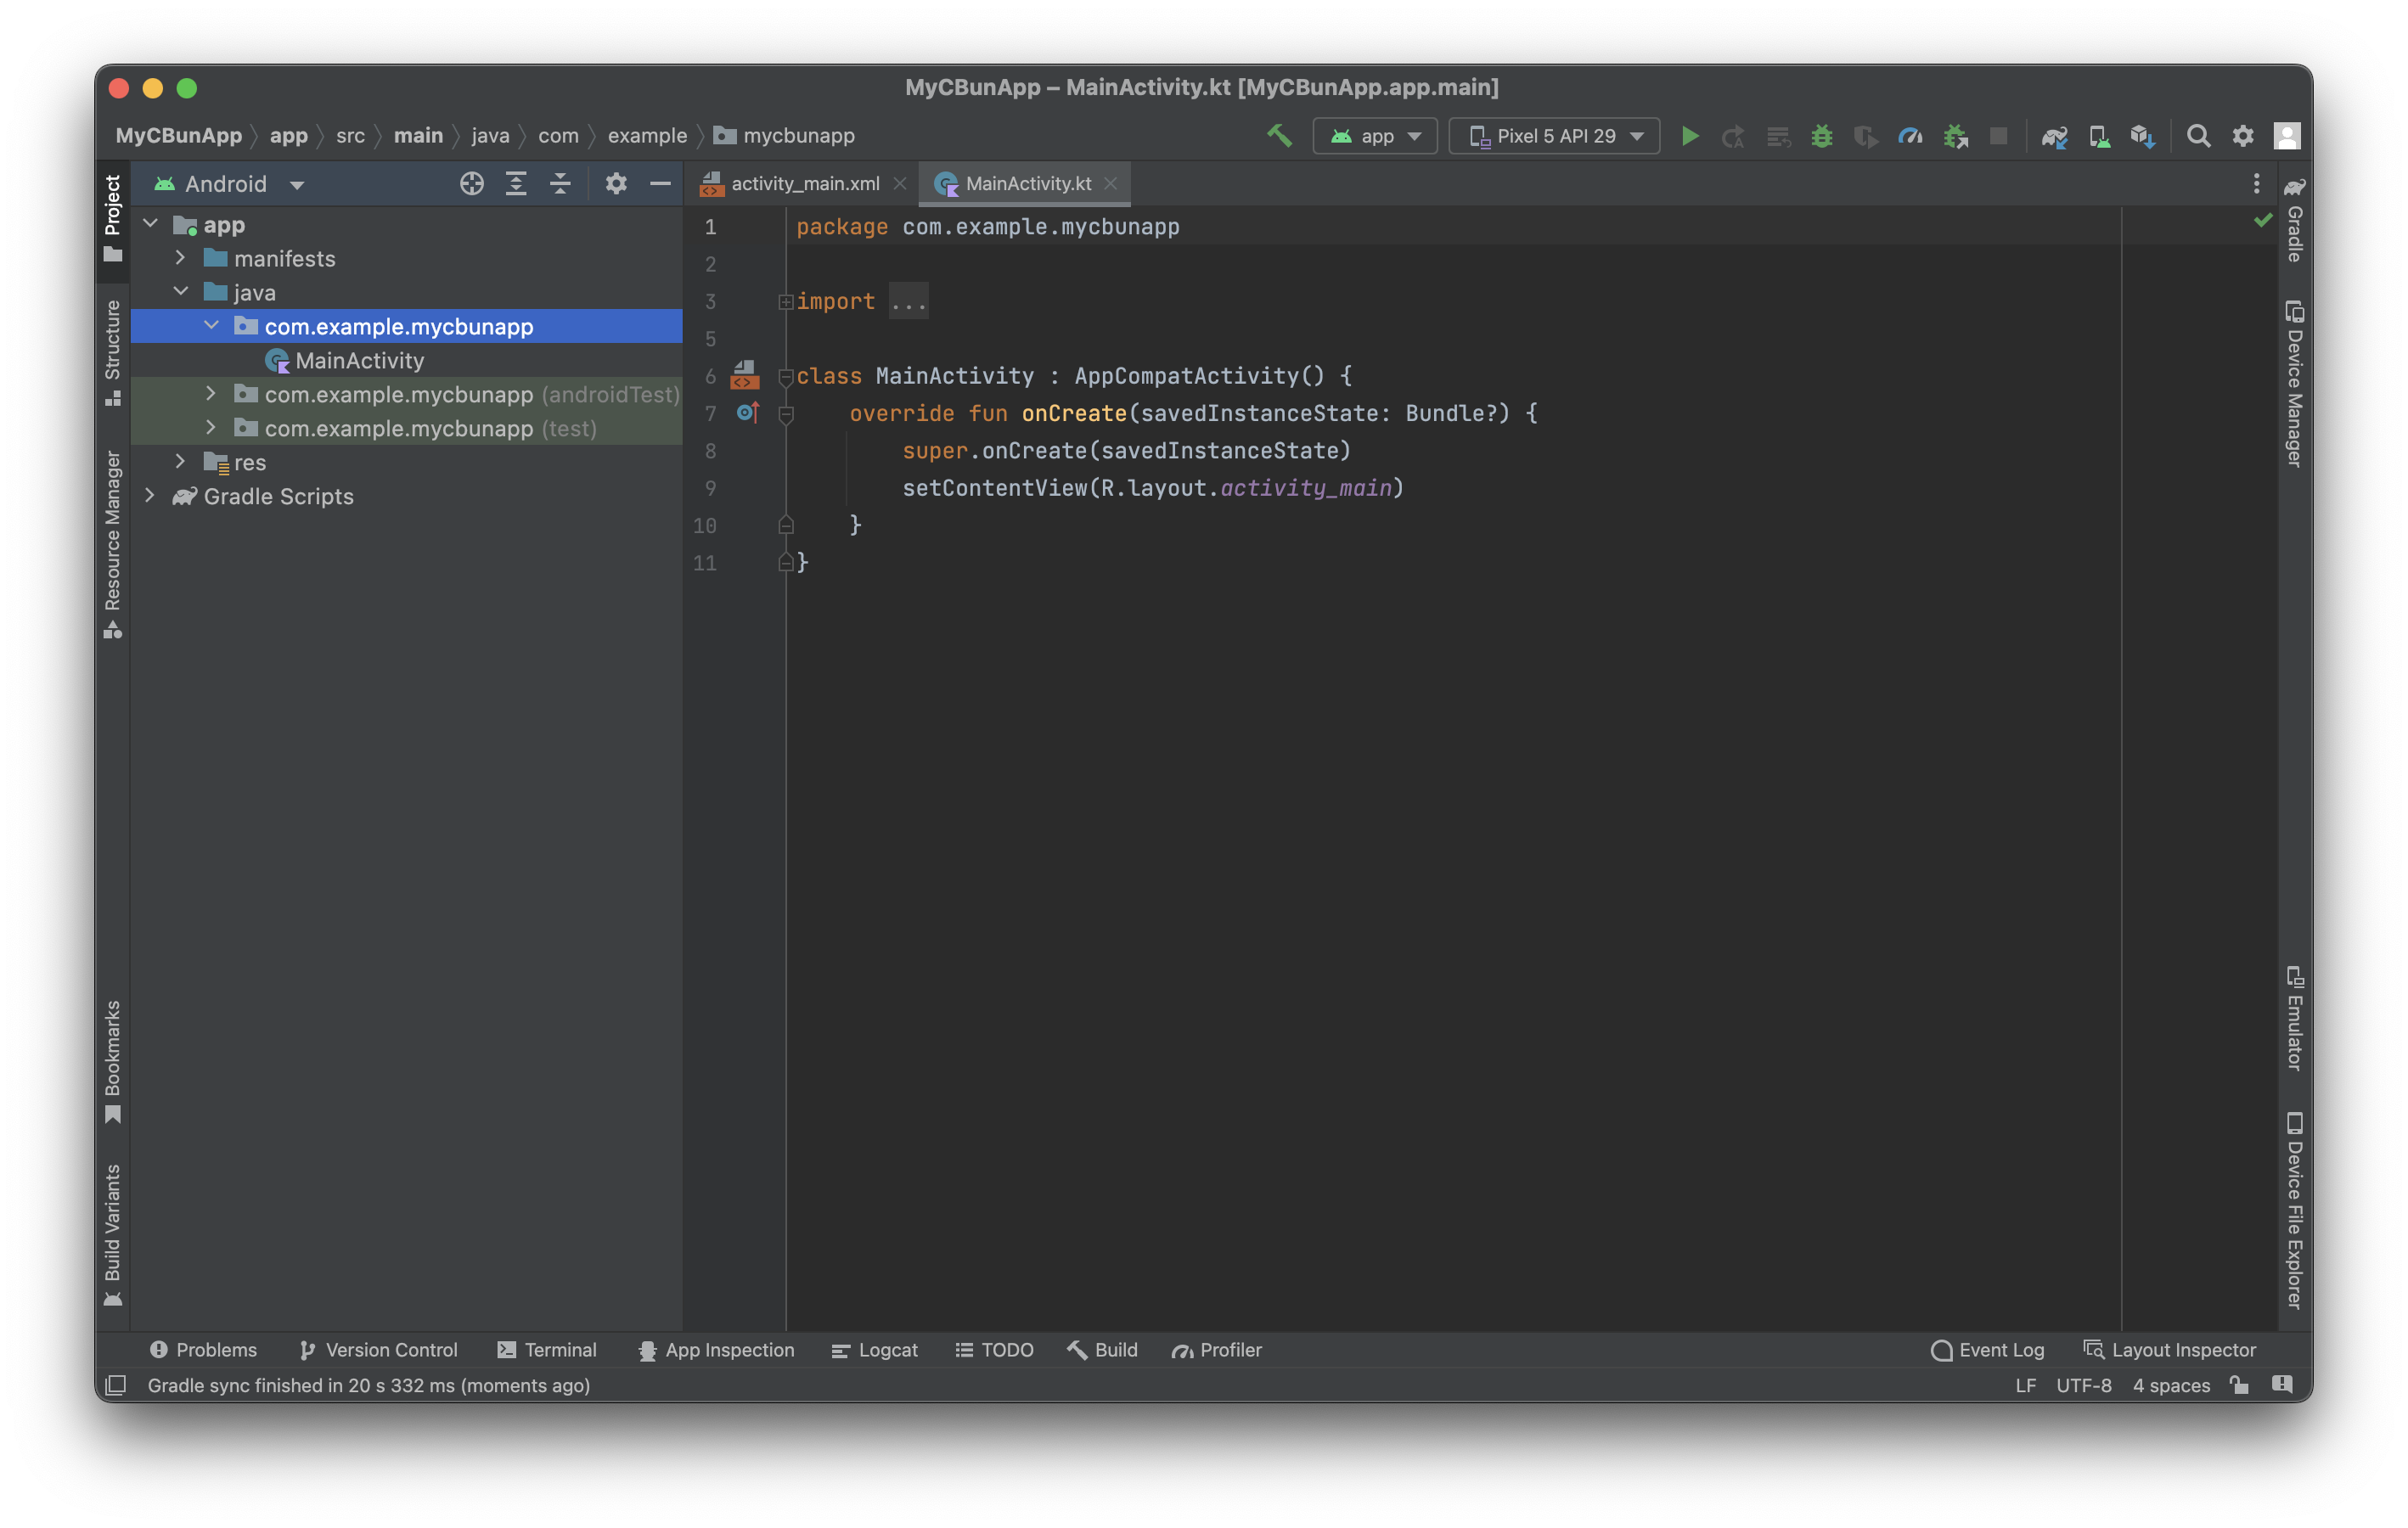 MyCBunApp – MainActivity.kt [MyCBunApp.app.main]
MyCBunApp app src main java com example mycbunapp
app Pixel 5 API 29
Project
Structure
Resource Manager
Bookmarks
Build Variants
Android
app
manifests
java
com.example.mycbunapp
MainActivity
com.example.mycbunapp (androidTest)
com.example.mycbunapp (test)
res
Gradle Scripts
activity_main.xml MainActivity.kt
1 package com.example.mycbunapp
2
3 import ...
5
6 class MainActivity : AppCompatActivity() {
7 override fun onCreate(savedInstanceState: Bundle?) {
8 super.onCreate(savedInstanceState)
9 setContentView(R.layout.activity_main)
10 }
11 }
Gradle
Device Manager
Emulator
Device File Explorer
Problems Version Control Terminal App Inspection Logcat TODO Build Profiler Event Log Layout Inspector
Gradle sync finished in 20 s 332 ms (moments ago) LF UTF-8 4 spaces